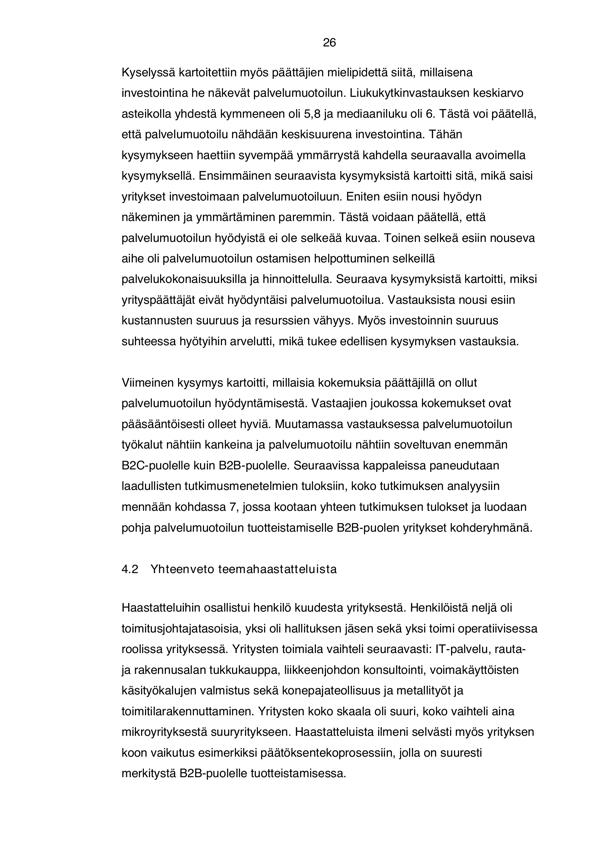 26
Kyselyssä kartoitettiin myös päättäjien mielipidettä siitä, millaisena
investointina he näkevät palvelumuotoilun. Liukukytkinvastauksen keskiarvo
asteikolla yhdestä kymmeneen oli 5,8 ja mediaaniluku oli 6. Tästä voi päätellä,
että palvelumuotoilu nähdään keskisuurena investointina. Tähän
kysymykseen haettiin syvempää ymmärrystä kahdella seuraavalla avoimella
kysymyksellä. Ensimmäinen seuraavista kysymyksistä kartoitti sitä, mikä saisi
yritykset investoimaan palvelumuotoiluun. Eniten esiin nousi hyödyn
näkeminen ja ymmärtäminen paremmin. Tästä voidaan päätellä, että
palvelumuotoilun hyödyistä ei ole selkeää kuvaa. Toinen selkeä esiin nouseva
aihe oli palvelumuotoilun ostamisen helpottuminen selkeillä
palvelukokonaisuuksilla ja hinnoittelulla. Seuraava kysymyksistä kartoitti, miksi
yrityspäättäjät eivät hyödyntäisi palvelumuotoilua. Vastauksista nousi esiin
kustannusten suuruus ja resurssien vähyys. Myös investoinnin suuruus
suhteessa hyötyihin arvelutti, mikä tukee edellisen kysymyksen vastauksia.
Viimeinen kysymys kartoitti, millaisia kokemuksia päättäjillä on ollut
palvelumuotoilun hyödyntämisestä. Vastaajien joukossa kokemukset ovat
pääsääntöisesti olleet hyviä. Muutamassa vastauksessa palvelumuotoilun
työkalut nähtiin kankeina ja palvelumuotoilu nähtiin soveltuvan enemmän
B2C-puolelle kuin B2B-puolelle. Seuraavissa kappaleissa paneudutaan
laadullisten tutkimusmenetelmien tuloksiin, koko tutkimuksen analyysiin
mennään kohdassa 7, jossa kootaan yhteen tutkimuksen tulokset ja luodaan
pohja palvelumuotoilun tuotteistamiselle B2B-puolen yritykset kohderyhmänä.
4.2 Yhteenveto teemahaastatteluista
Haastatteluihin osallistui henkilö kuudesta yrityksestä. Henkilöistä neljä oli
toimitusjohtajatasoisia, yksi oli hallituksen jäsen sekä yksi toimi operatiivisessa
roolissa yrityksessä. Yritysten toimiala vaihteli seuraavasti: IT-palvelu, rauta-
ja rakennusalan tukkukauppa, liikkeenjohdon konsultointi, voimakäyttöisten
käsityökalujen valmistus sekä konepajateollisuus ja metallityöt ja
toimitilarakennuttaminen. Yritysten koko skaala oli suuri, koko vaihteli aina
mikroyrityksestä suuryritykseen. Haastatteluista ilmeni selvästi myös yrityksen
koon vaikutus esimerkiksi päätöksentekoprosessiin, jolla on suuresti
merkitystä B2B-puolelle tuotteistamisessa.